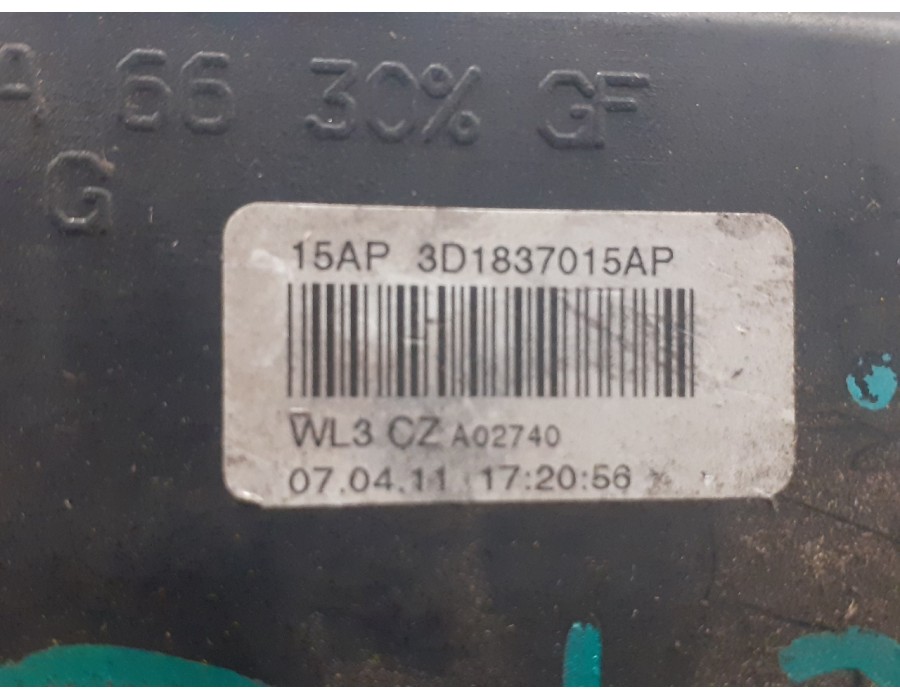 A 66 30% GF
G
15AP 3D1837015AP
WL3 CZ A02740
07.04.11 17:20:56